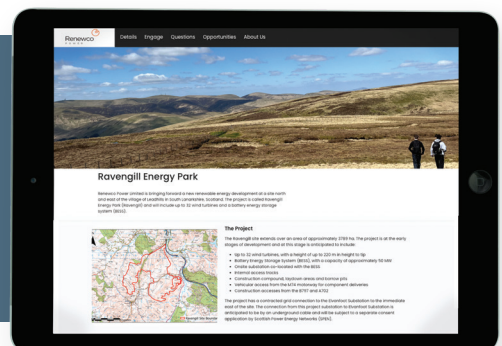 Renewco
POWER
Details Engage Questions Opportunities About Us
Ravengill Energy Park
Renewco Power Limited is bringing forward a new renewable energy development at a site north
and east of the village of Leadhills in South Lanarkshire, Scotland. The project is called Ravengill
Energy Park (Ravengill) and will include up to 32 wind turbines and a battery energy storage
system (BESS).
The Project
The Ravengill site extends over an area of approximately 2769 ha. The project is at the early
stages of development and at this stage is anticipated to include:
• Up to 32 wind turbines, with a height of up to 220 m in height to tip
• Battery Energy Storage System (BESS), with a capacity of approximately 50 MW
• Onsite substation co-located with the BESS
• Internal access tracks
• Construction compound, laydown areas and borrow pits
• Vehicular access from the M74 motorway for component deliveries
• Construction accesses from the B797 and A702
The project has a contracted grid connection to the Elvanfoot Substation to the immediate
east of the site. The connection from this project substation to Elvanfoot Substation is
anticipated to be by an underground cable and will be subject to a separate consent
application by Scottish Power Energy Networks (SPEN).